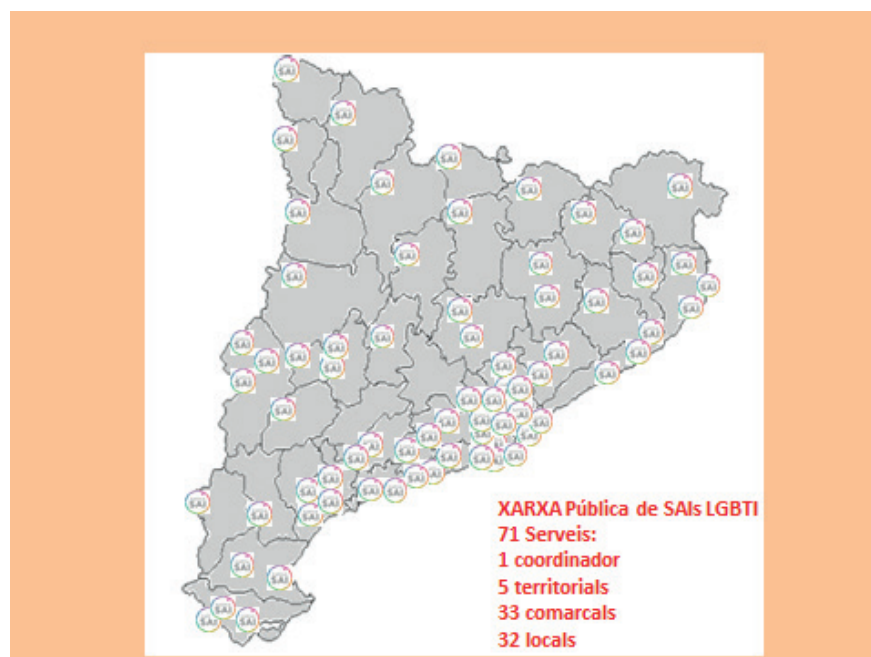 XARXA Pública de SAIs LGBTI
71 Serveis:
1 coordinador
5 territorials
33 comarcals
32 locals